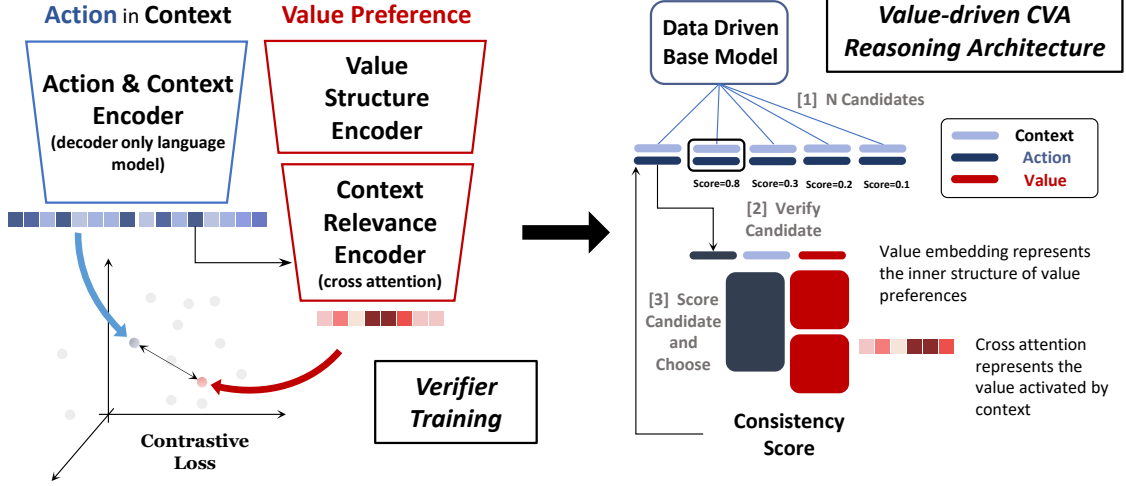 Action in Context
Value Preference
Action & Context
Encoder
(decoder only language
model)
Value
Structure
Encoder
Context
Relevance
Encoder
(cross attention)
Contrastive
Loss
Verifier
Training
Data Driven
Base Model
Value-driven CVA
Reasoning Architecture
[1] N Candidates
Context
Action
Value
Score=0.8
Score=0.3
Score=0.2
Score=0.1
[2] Verify
Candidate
[3] Score
Candidate
and
Choose
Value embedding represents
the inner structure of value
preferences
Cross attention
represents the
value activated by
context
Consistency
Score